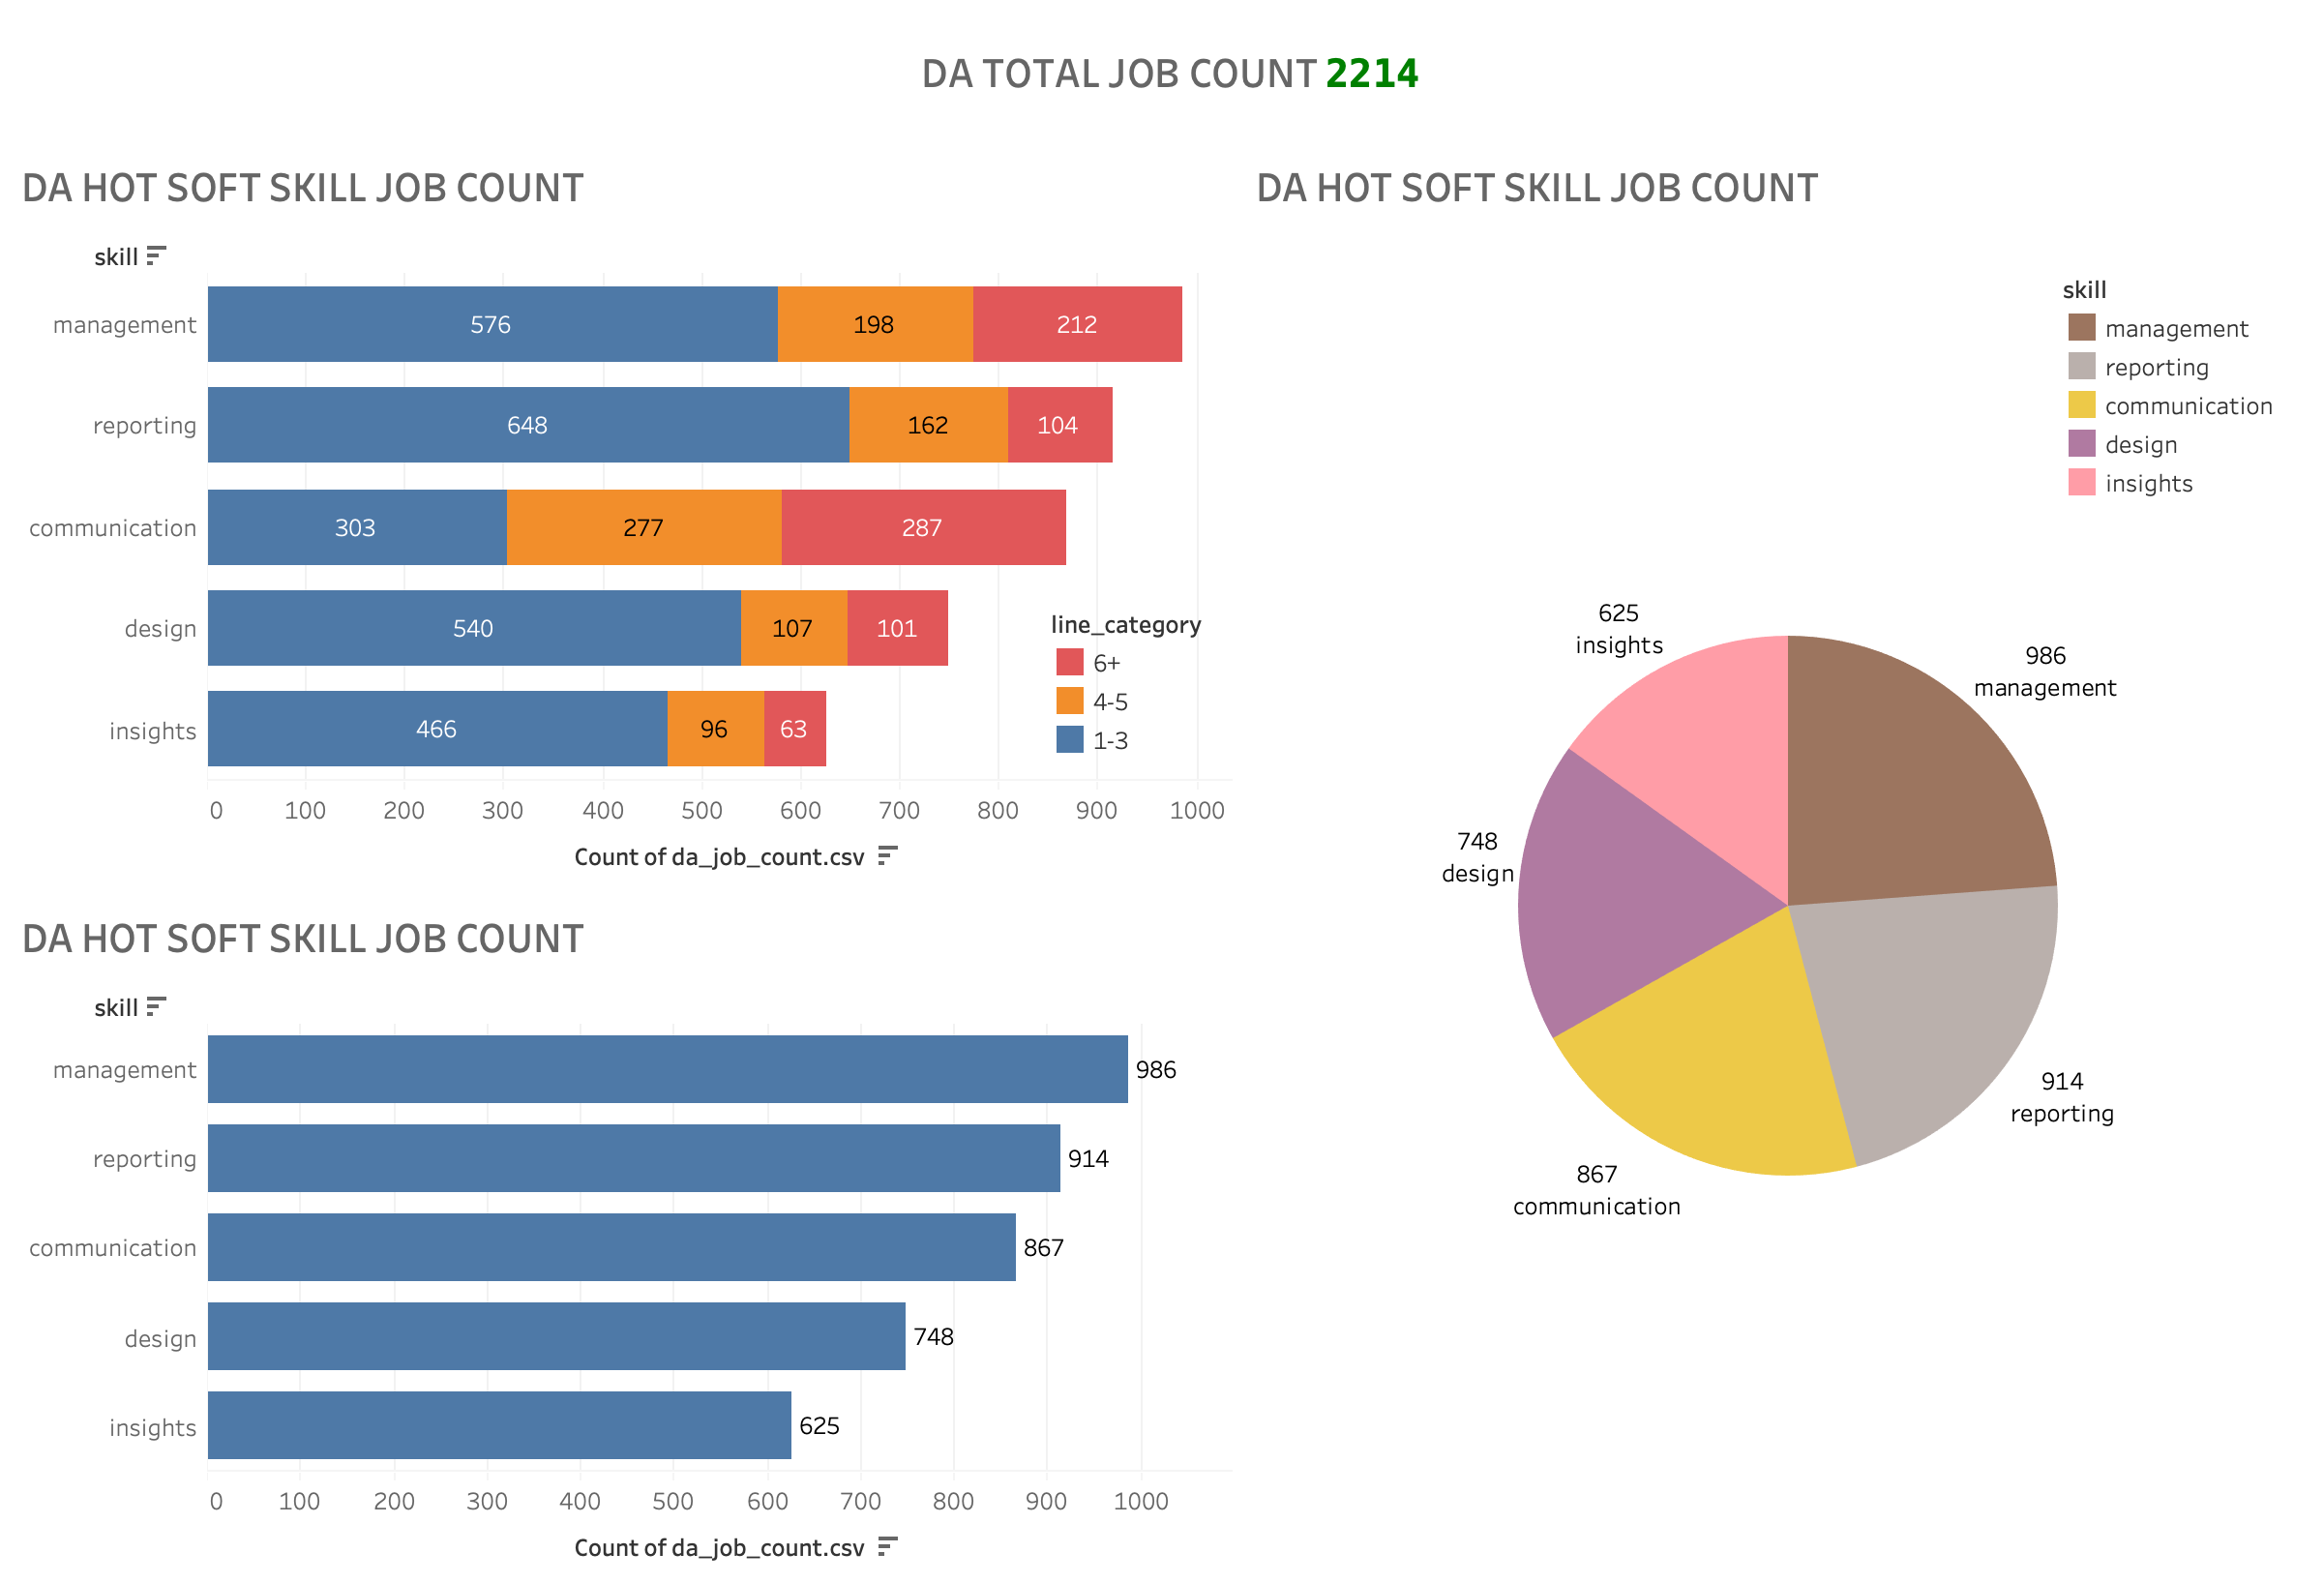 DA TOTAL JOB COUNT 2214
DA HOT SOFT SKILL JOB COUNT
skill
management 576 198 212
reporting 648 162 104
communication 303 277 287
design 540 107 101
insights 466 96 63
line_category
6+
4-5
1-3
0 100 200 300 400 500 600 700 800 900 1000
Count of da_job_count.csv
DA HOT SOFT SKILL JOB COUNT
skill
management 986
reporting 914
communication 867
design 748
insights 625
0 100 200 300 400 500 600 700 800 900 1000
Count of da_job_count.csv
DA HOT SOFT SKILL JOB COUNT
skill
management
reporting
communication
design
insights
625
insights
986
management
748
design
914
reporting
867
communication